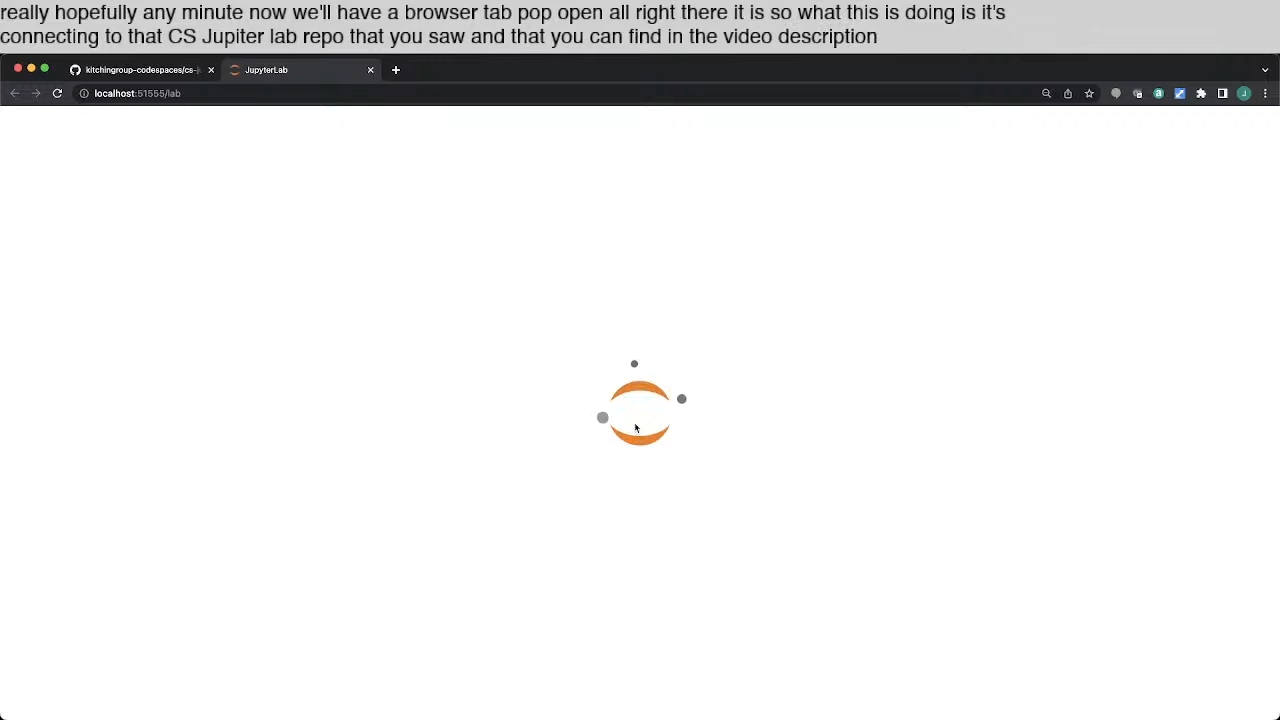 really hopefully any minute now we'll have a browser tab pop open all right there it is so what this is doing is it's
connecting to that CS Jupiter lab repo that you saw and that you can find in the video description
kitchingroup-codespaces/cs-j
JupyterLab
localhost:51555/lab
J